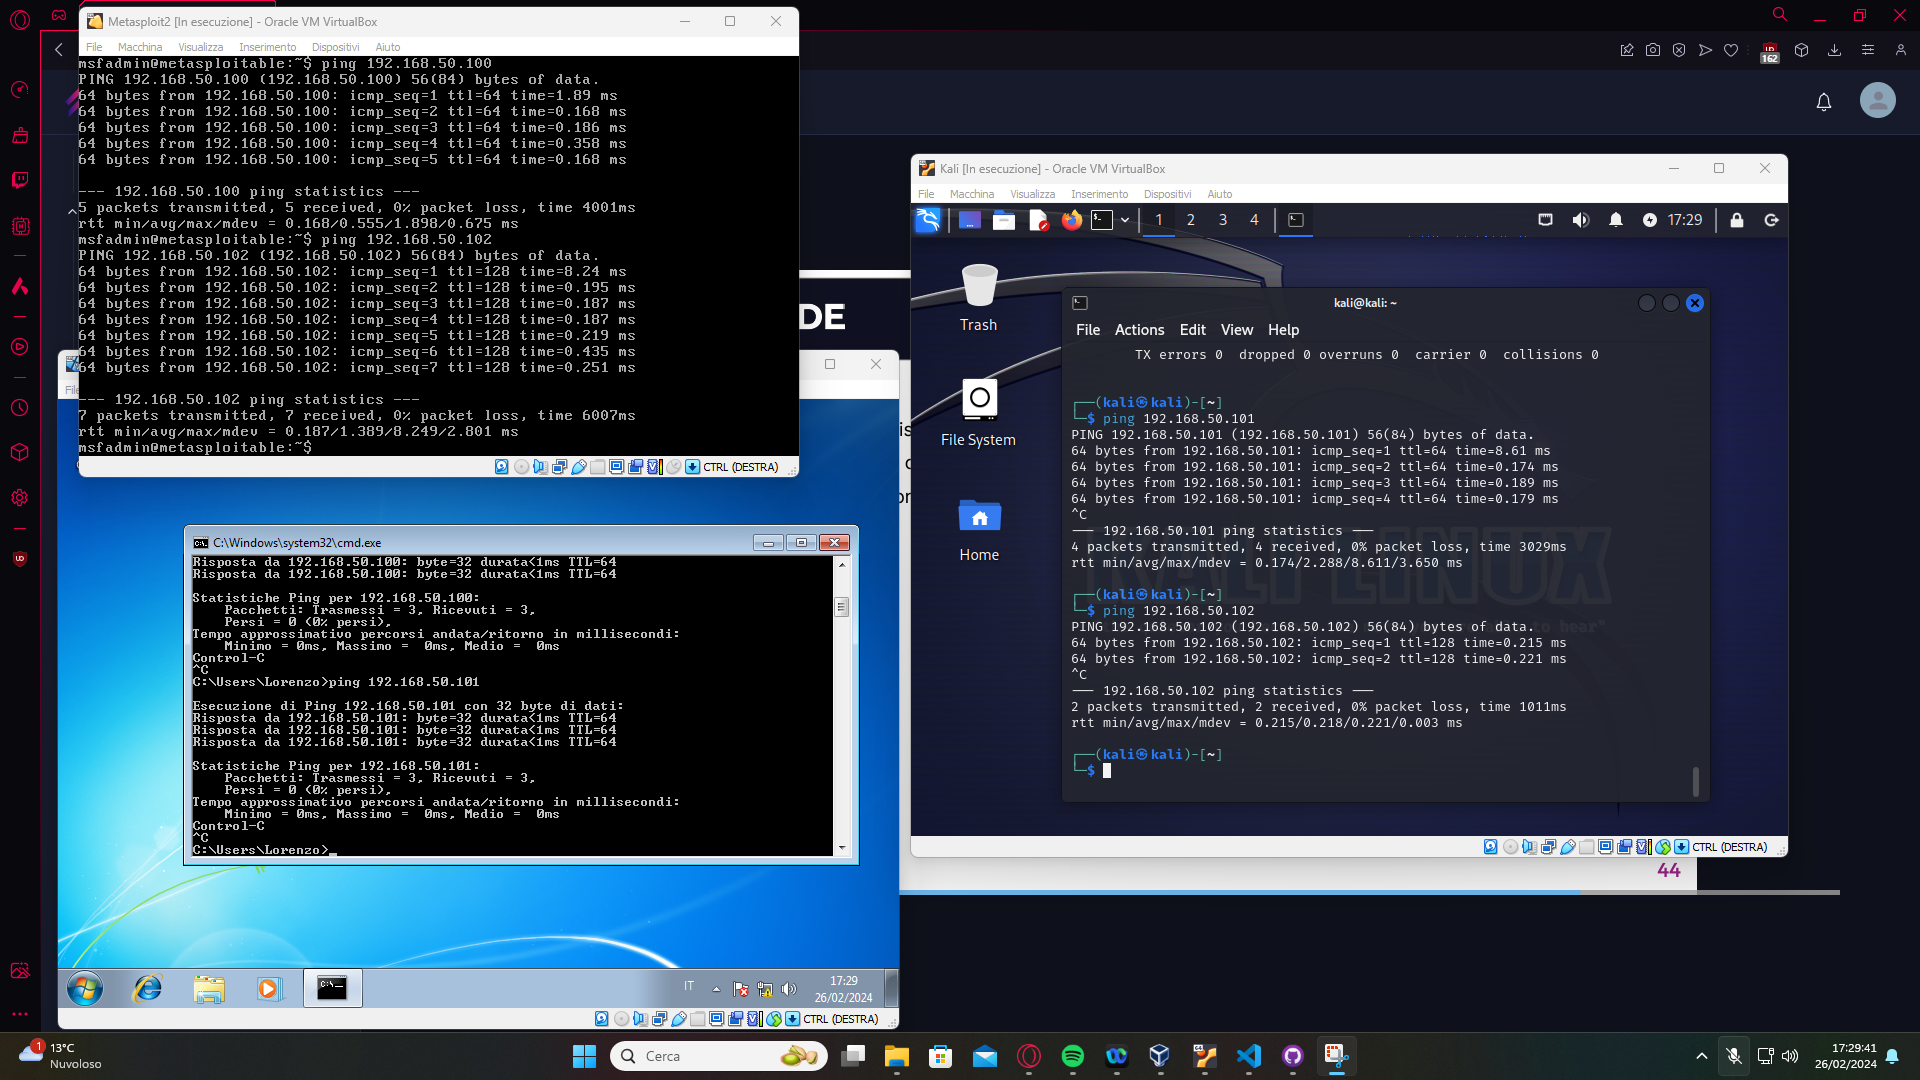 Metasploit2 [In esecuzione] - Oracle VM VirtualBox
File Macchina Visualizza Inserimento Dispositivi Aiuto
msfadmin@metasploitable:~$ ping 192.168.50.100
PING 192.168.50.100 (192.168.50.100) 56(84) bytes of data.
64 bytes from 192.168.50.100: icmp_seq=1 ttl=64 time=1.89 ms
64 bytes from 192.168.50.100: icmp_seq=2 ttl=64 time=0.168 ms
64 bytes from 192.168.50.100: icmp_seq=3 ttl=64 time=0.186 ms
64 bytes from 192.168.50.100: icmp_seq=4 ttl=64 time=0.358 ms
64 bytes from 192.168.50.100: icmp_seq=5 ttl=64 time=0.168 ms
--- 192.168.50.100 ping statistics ---
5 packets transmitted, 5 received, 0% packet loss, time 4001ms
rtt min/avg/max/mdev = 0.168/0.555/1.898/0.675 ms
msfadmin@metasploitable:~$ ping 192.168.50.102
PING 192.168.50.102 (192.168.50.102) 56(84) bytes of data.
64 bytes from 192.168.50.102: icmp_seq=1 ttl=128 time=8.24 ms
64 bytes from 192.168.50.102: icmp_seq=2 ttl=128 time=0.195 ms
64 bytes from 192.168.50.102: icmp_seq=3 ttl=128 time=0.187 ms
64 bytes from 192.168.50.102: icmp_seq=4 ttl=128 time=0.187 ms
64 bytes from 192.168.50.102: icmp_seq=5 ttl=128 time=0.219 ms
64 bytes from 192.168.50.102: icmp_seq=6 ttl=128 time=0.435 ms
64 bytes from 192.168.50.102: icmp_seq=7 ttl=128 time=0.251 ms
--- 192.168.50.102 ping statistics ---
7 packets transmitted, 7 received, 0% packet loss, time 6007ms
rtt min/avg/max/mdev = 0.187/1.389/8.249/2.801 ms
msfadmin@metasploitable:~$
CTRL (DESTRA)
162
DE
C:\Windows\system32\cmd.exe
Risposta da 192.168.50.100: byte=32 durata<1ms TTL=64
Risposta da 192.168.50.100: byte=32 durata<1ms TTL=64
Statistiche Ping per 192.168.50.100:
Pacchetti: Trasmessi = 3, Ricevuti = 3,
Persi = 0 (0% persi),
Tempo approssimativo percorsi andata/ritorno in millisecondi:
Minimo = 0ms, Massimo = 0ms, Medio = 0ms
Control-C
^C
C:\Users\Lorenzo>ping 192.168.50.101
Esecuzione di Ping 192.168.50.101 con 32 byte di dati:
Risposta da 192.168.50.101: byte=32 durata<1ms TTL=64
Risposta da 192.168.50.101: byte=32 durata<1ms TTL=64
Risposta da 192.168.50.101: byte=32 durata<1ms TTL=64
Statistiche Ping per 192.168.50.101:
Pacchetti: Trasmessi = 3, Ricevuti = 3,
Persi = 0 (0% persi),
Tempo approssimativo percorsi andata/ritorno in millisecondi:
Minimo = 0ms, Massimo = 0ms, Medio = 0ms
Control-C
^C
C:\Users\Lorenzo>_
IT
17:29
26/02/2024
CTRL (DESTRA)
Kali [In esecuzione] - Oracle VM VirtualBox
File Macchina Visualizza Inserimento Dispositivi Aiuto
1 2 3 4
17:29
Trash
File System
Home
kali@kali: ~
File Actions Edit View Help
TX errors 0 dropped 0 overruns 0 carrier 0 collisions 0
┌──(kali㉿kali)-[~]
└─$ ping 192.168.50.101
PING 192.168.50.101 (192.168.50.101) 56(84) bytes of data.
64 bytes from 192.168.50.101: icmp_seq=1 ttl=64 time=8.61 ms
64 bytes from 192.168.50.101: icmp_seq=2 ttl=64 time=0.174 ms
64 bytes from 192.168.50.101: icmp_seq=3 ttl=64 time=0.189 ms
64 bytes from 192.168.50.101: icmp_seq=4 ttl=64 time=0.179 ms
^C
--- 192.168.50.101 ping statistics ---
4 packets transmitted, 4 received, 0% packet loss, time 3029ms
rtt min/avg/max/mdev = 0.174/2.288/8.611/3.650 ms
┌──(kali㉿kali)-[~]
└─$ ping 192.168.50.102
PING 192.168.50.102 (192.168.50.102) 56(84) bytes of data.
64 bytes from 192.168.50.102: icmp_seq=1 ttl=128 time=0.215 ms
64 bytes from 192.168.50.102: icmp_seq=2 ttl=128 time=0.221 ms
^C
--- 192.168.50.102 ping statistics ---
2 packets transmitted, 2 received, 0% packet loss, time 1011ms
rtt min/avg/max/mdev = 0.215/0.218/0.221/0.003 ms
┌──(kali㉿kali)-[~]
└─$
KALI LINUX
CTRL (DESTRA)
44
1
13°C
Nuvoloso
Cerca
17:29:41
26/02/2024